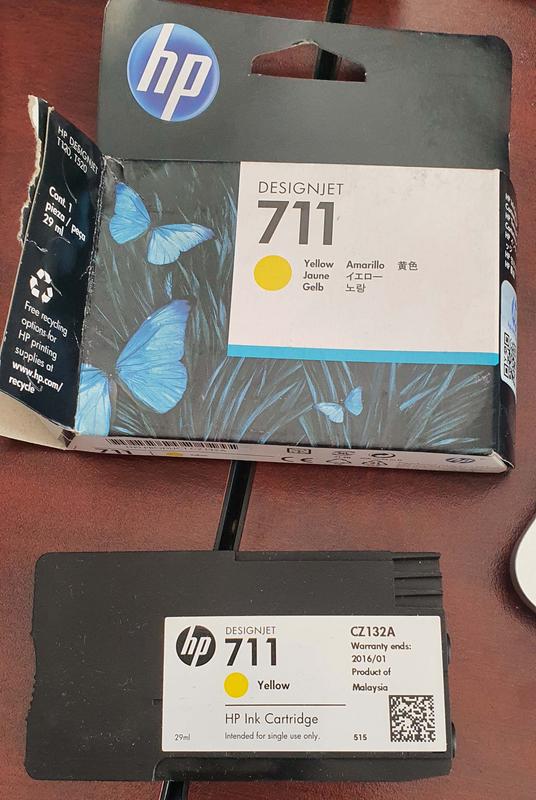 hp
HP DESIGNJET
T120, T520
Cont. 1
pieza / peça
29 ml
Free recycling
options for
HP printing
supplies at
www.hp.com/
recycle
DESIGNJET
711
Yellow Amarillo 黄色
Jaune イエロー
Gelb 노랑
711
CE
hp
hp
DESIGNJET
711
Yellow
HP Ink Cartridge
29ml
Intended for single use only.
515
CZ132A
Warranty ends:
2016/01
Product of
Malaysia